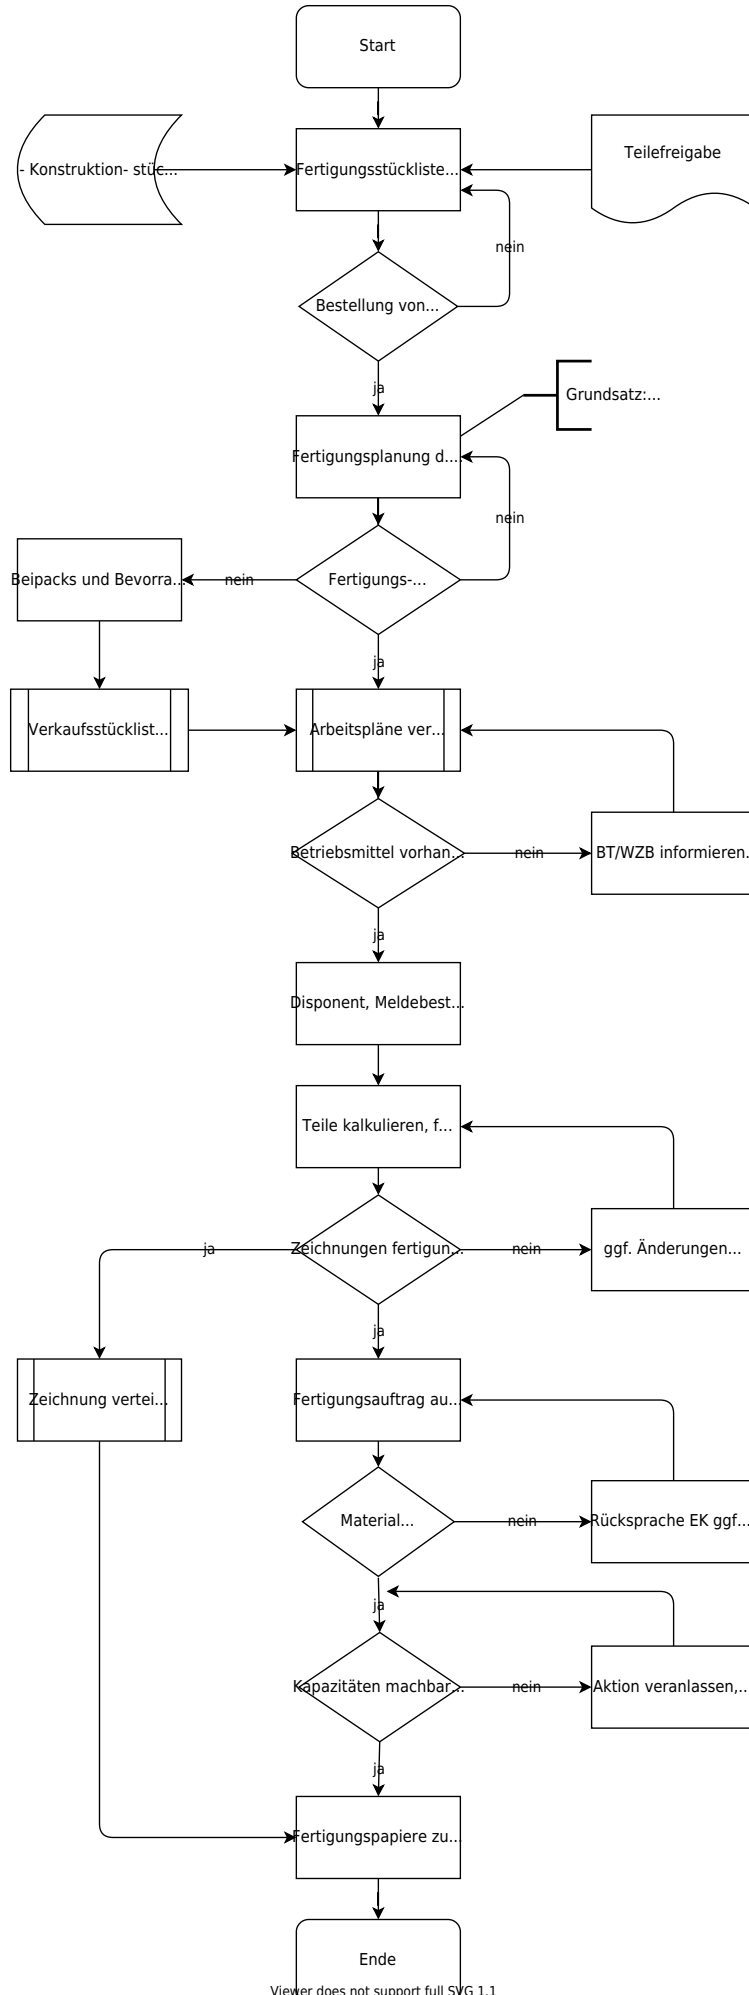 Start
- Konstruktion- stüc...
Fertigungsstückliste...
Teilefreigabe
nein
Bestellung von...
ja
Grundsatz:...
Fertigungsplanung d...
nein
Beipacks und Bevorra...
nein
Fertigungs-...
ja
Verkaufsstücklist...
Arbeitspläne ver...
Betriebsmittel vorhan...
nein
BT/WZB informieren.
ja
Disponent, Meldebest...
Teile kalkulieren, f...
ja
Zeichnungen fertigun...
nein
ggf. Änderungen...
ja
Zeichnung vertei...
Fertigungsauftrag au...
Material...
nein
Rücksprache EK ggf...
ja
Kapazitäten machbar...
nein
Aktion veranlassen,...
ja
Fertigungspapiere zu...
Ende
Viewer does not support full SVG 1.1